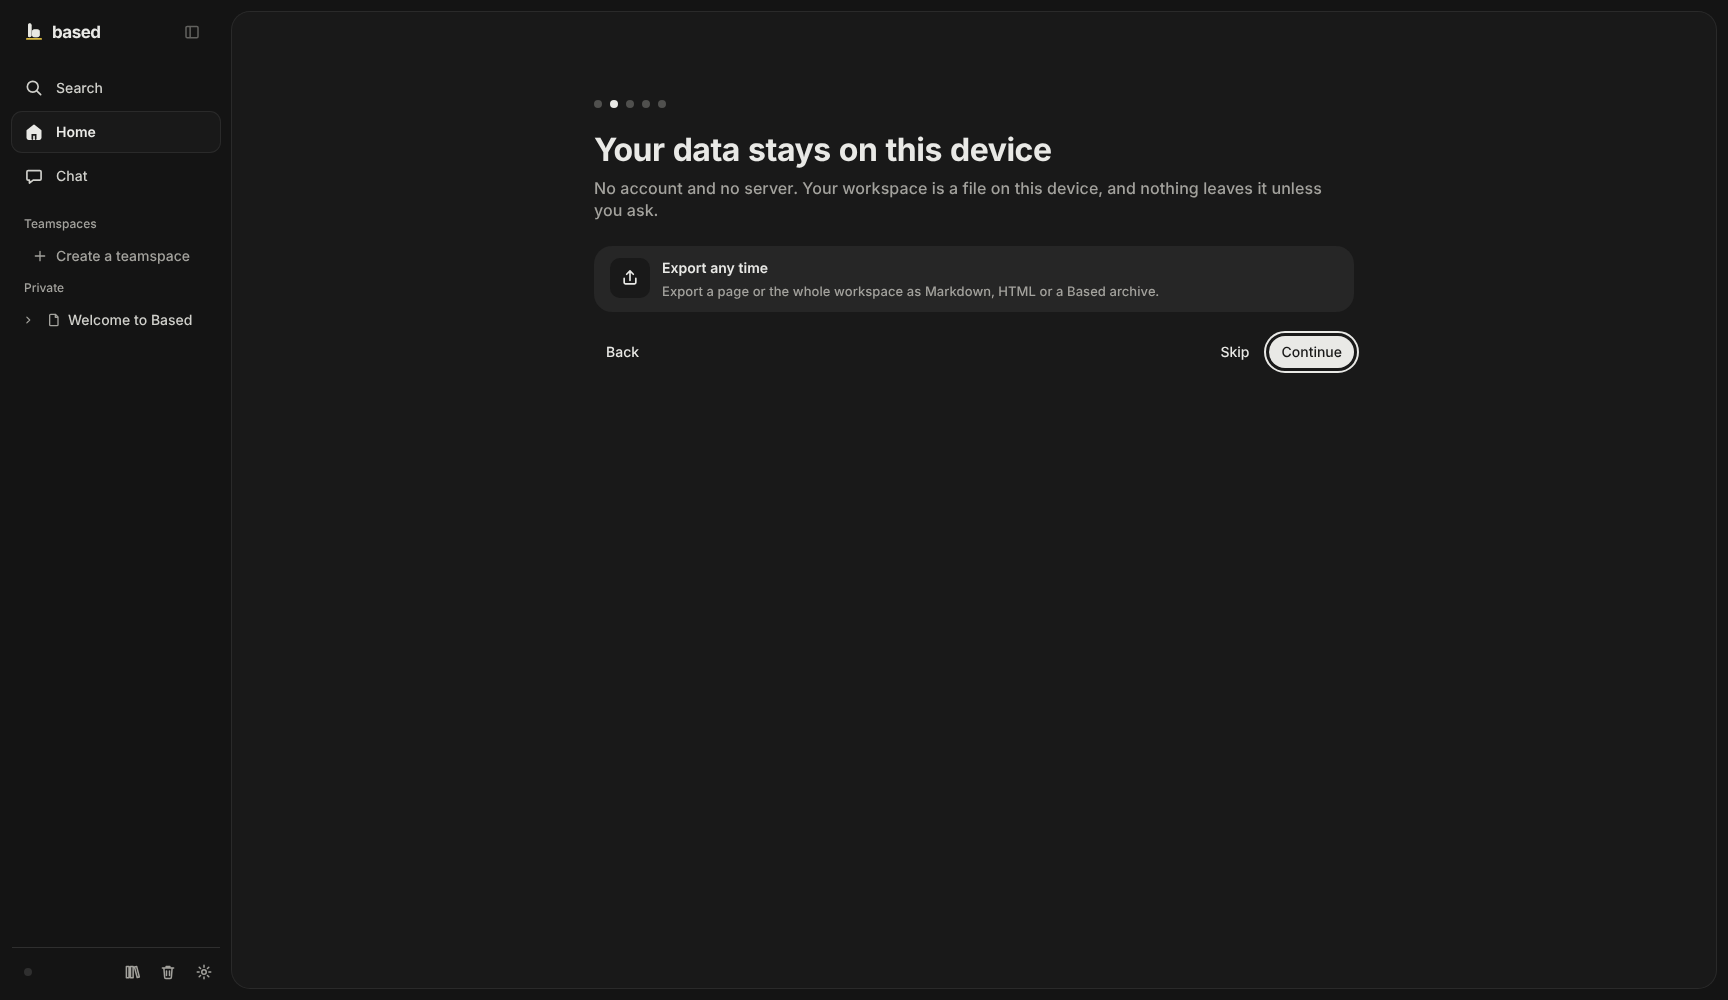 based
Search
Home
Chat
Teamspaces
Create a teamspace
Private
Welcome to Based
Your data stays on this device
No account and no server. Your workspace is a file on this device, and nothing leaves it unless
you ask.
Export any time
Export a page or the whole workspace as Markdown, HTML or a Based archive.
Back
Skip
Continue